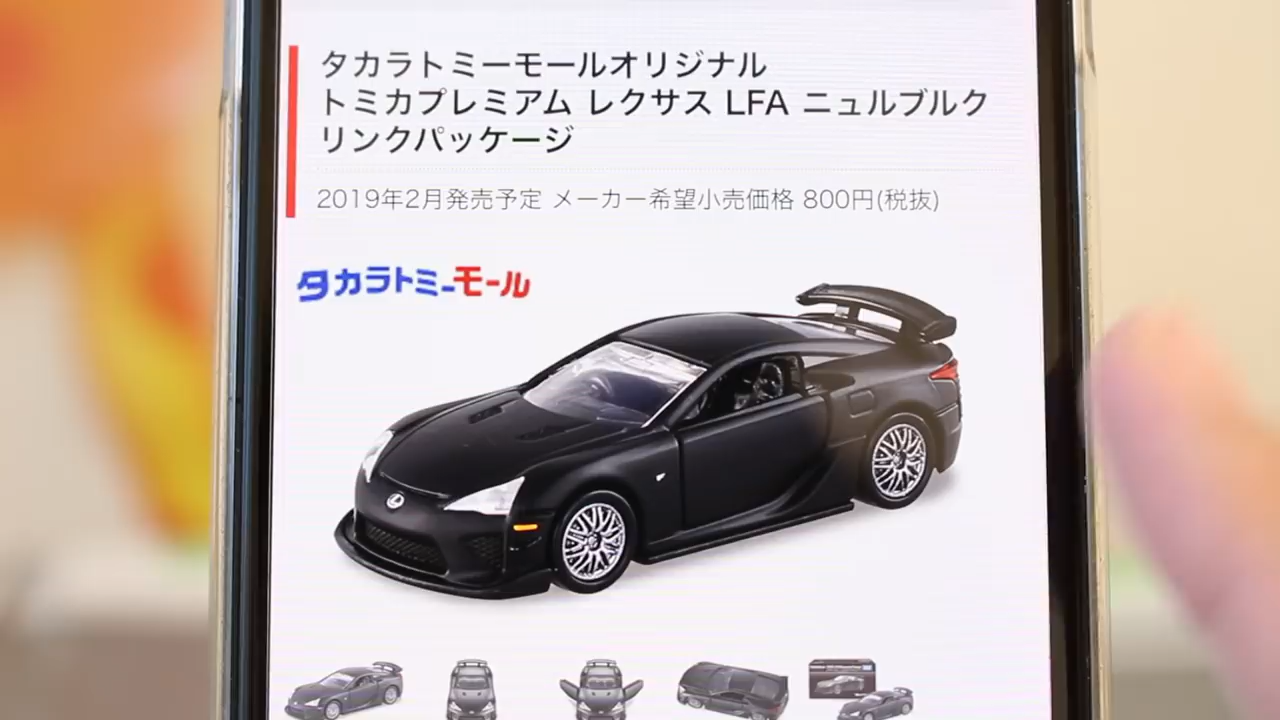 タカラトミーモールオリジナル
トミカプレミアム レクサス LFA ニュルブルク
リンクパッケージ
2019年2月発売予定 メーカー希望小売価格 800円(税抜)
タカラトミーモール